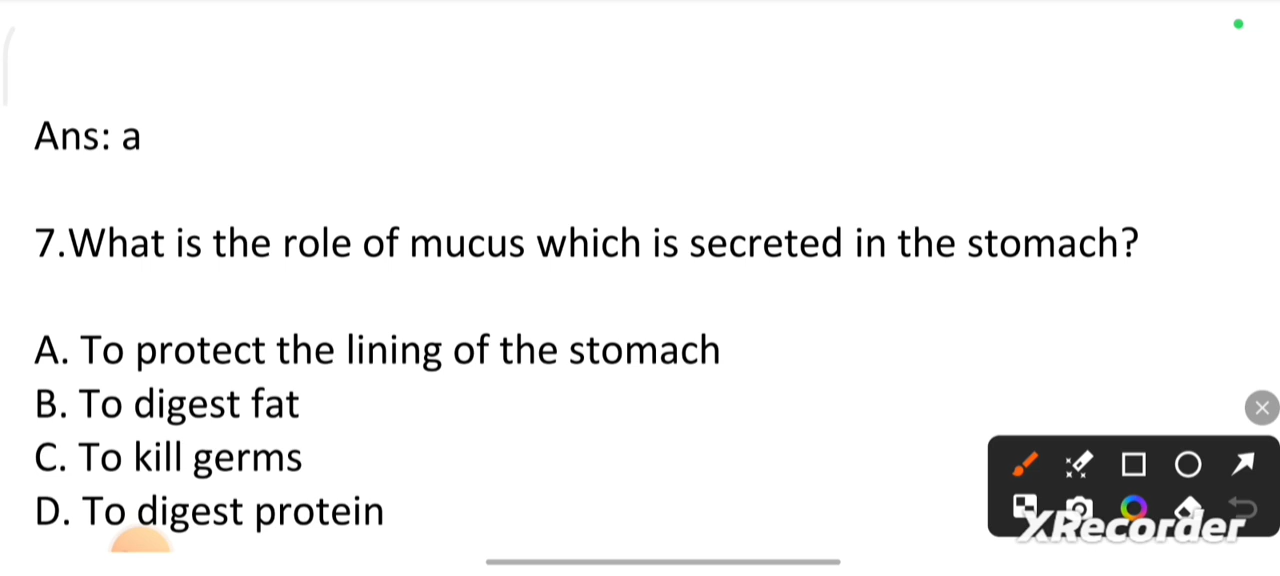 Ans: a
7.What is the role of mucus which is secreted in the stomach?
A. To protect the lining of the stomach
B. To digest fat
C. To kill germs
D. To digest protein
XRecorder